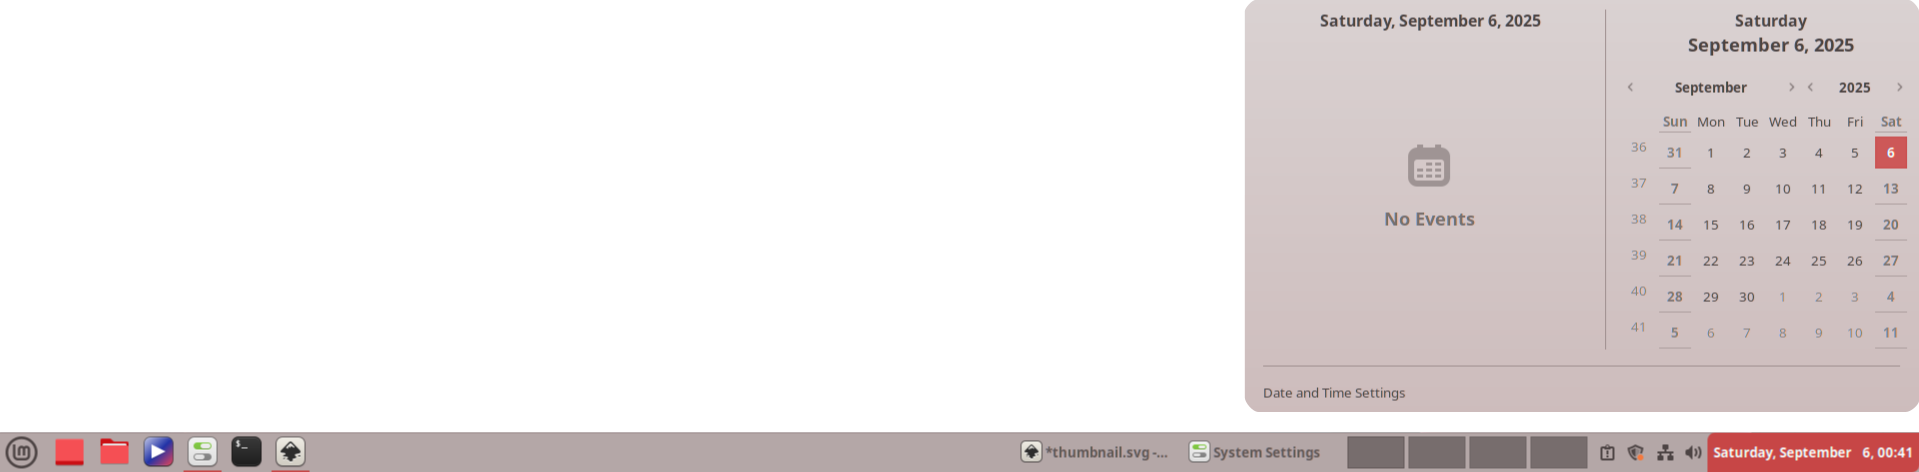 Saturday, September 6, 2025
No Events
Saturday
September 6, 2025
September 2025
Sun Mon Tue Wed Thu Fri Sat
36 31 1 2 3 4 5 6
37 7 8 9 10 11 12 13
38 14 15 16 17 18 19 20
39 21 22 23 24 25 26 27
40 28 29 30 1 2 3 4
41 5 6 7 8 9 10 11
Date and Time Settings
lm $_ *thumbnail.svg -... System Settings Saturday, September 6, 00:41